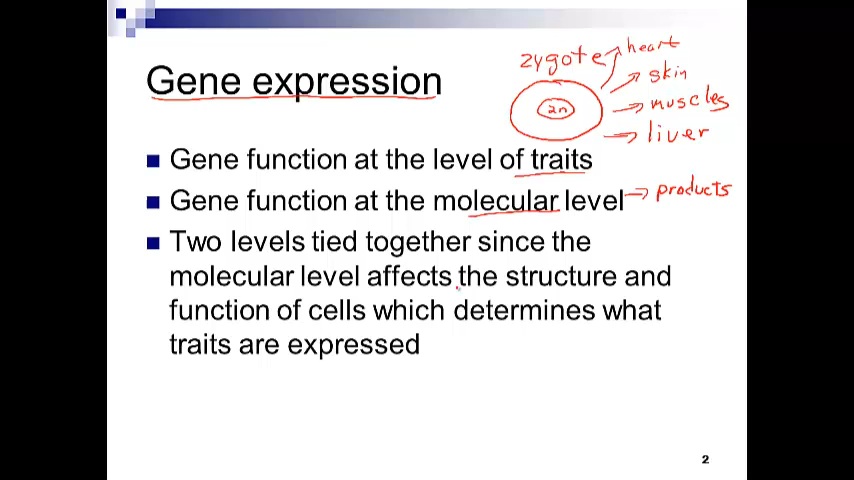 zygote
heart
skin
muscles
liver
2n
Gene expression
Gene function at the level of traits
Gene function at the molecular level
products
Two levels tied together since the
molecular level affects the structure and
function of cells which determines what
traits are expressed
2